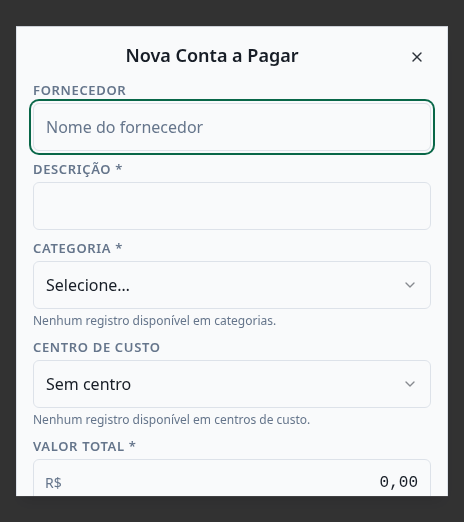 Nova Conta a Pagar
FORNECEDOR
Nome do fornecedor
DESCRIÇÃO *
CATEGORIA *
Selecione...
Nenhum registro disponível em categorias.
CENTRO DE CUSTO
Sem centro
Nenhum registro disponível em centros de custo.
VALOR TOTAL *
R$ 0,00